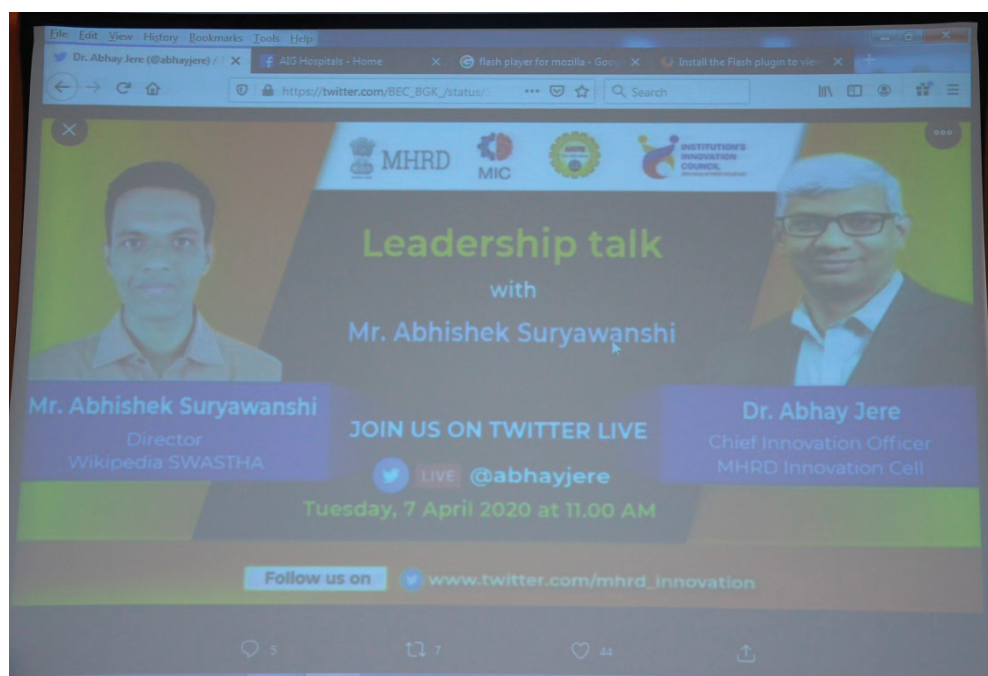 File Edit View History Bookmarks Tools Help
Dr. Abhay Jere (@abhayjere) /
AIG Hospitals - Home
flash player for mozilla - Goo
Install the Flash plugin to vie
https://twitter.com/BEC_BGK_/status/
Search
MHRD
MIC
INSTITUTION'S
INNOVATION
COUNCIL
Leadership talk
with
Mr. Abhishek Suryawanshi
Mr. Abhishek Suryawanshi
Director
Wikipedia SWASTHA
JOIN US ON TWITTER LIVE
LIVE @abhayjere
Tuesday, 7 April 2020 at 11.00 AM
Dr. Abhay Jere
Chief Innovation Officer
MHRD Innovation Cell
Follow us on www.twitter.com/mhrd_innovation
5 7 44